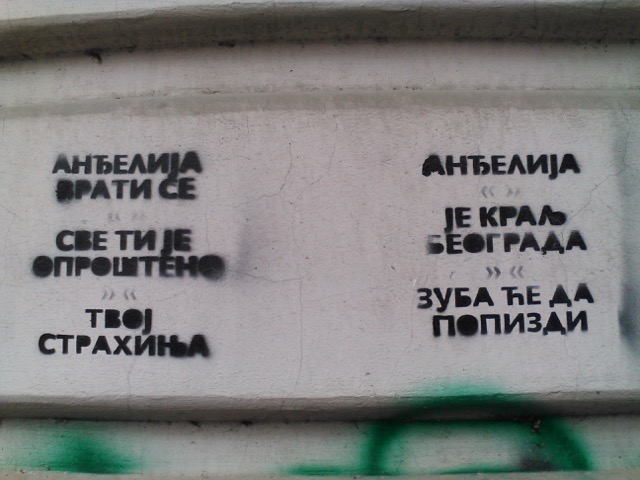 АНЂЕЛИЈА
ВРАТИ СЕ
« »
СВЕ ТИ ЈЕ
ОПРОШТЕНО
» «
ТВОЈ
СТРАХИЊА
АНЂЕЛИЈА
« »
ЈЕ КРАЉ
БЕОГРАДА
» «
ЗУБА ЋЕ ДА
ПОПИЗДИ